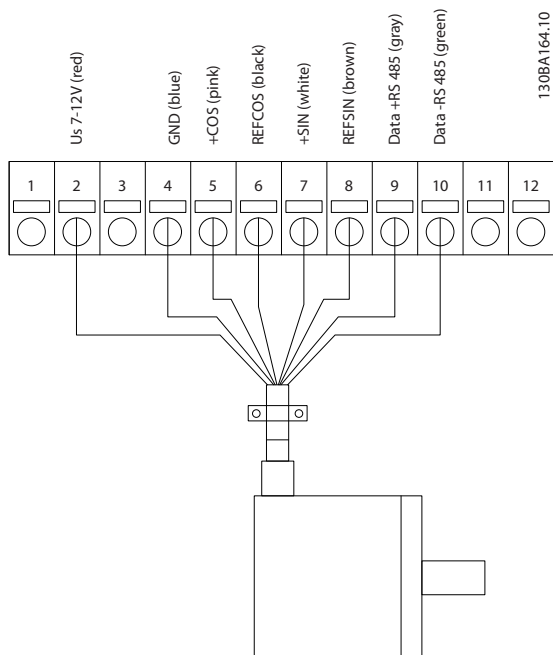 Us 7-12V (red)
GND (blue)
+COS (pink)
REFCOS (black)
+SIN (white)
REFSIN (brown)
Data +RS 485 (gray)
Data -RS 485 (green)
130BA164.10
1 2 3 4 5 6 7 8 9 10 11 12